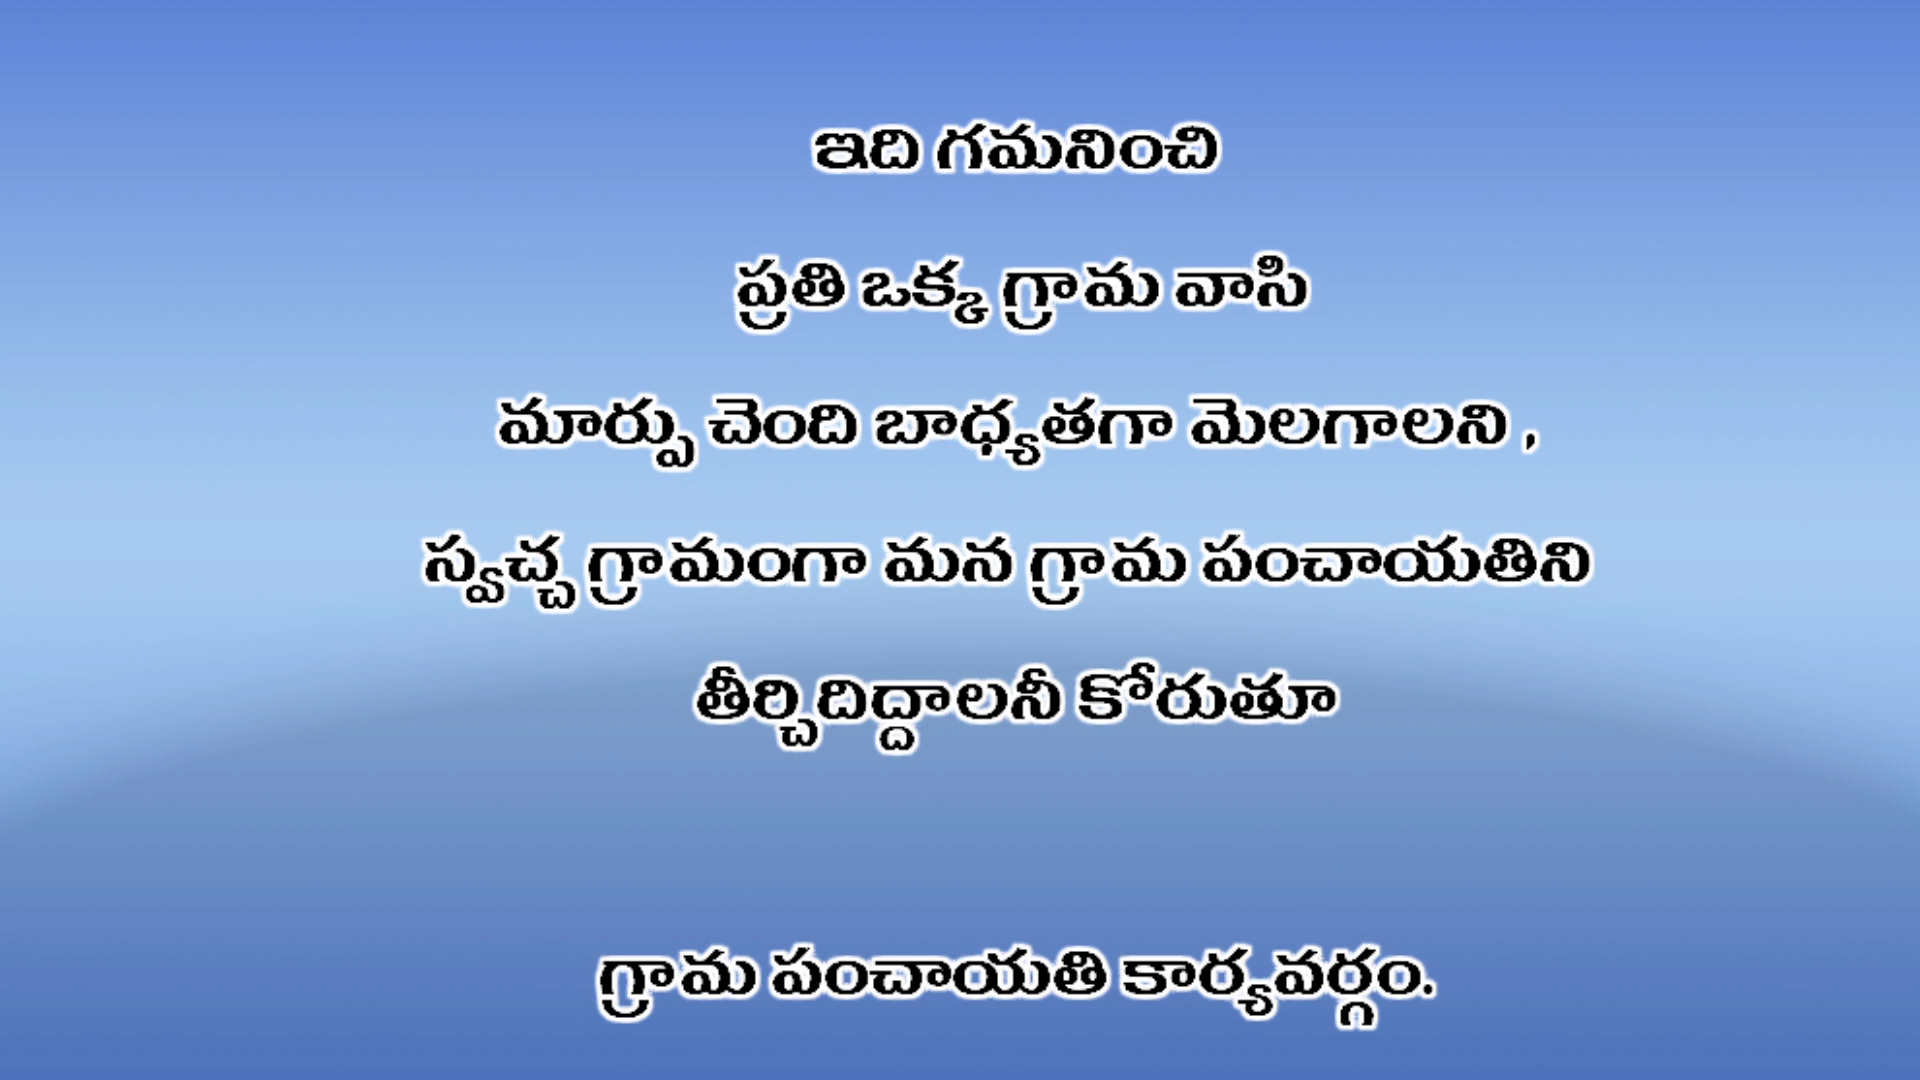 ఇది గమనించి
ప్రతి ఒక్క గ్రామ వాసి
మార్పు చెంది బాధ్యతగా మెలగాలని ,
స్వచ్చ గ్రామంగా మన గ్రామ పంచాయతిని
తీర్చిదిద్దాలనీ కోరుతూ
గ్రామ పంచాయతి కార్యవర్గం.